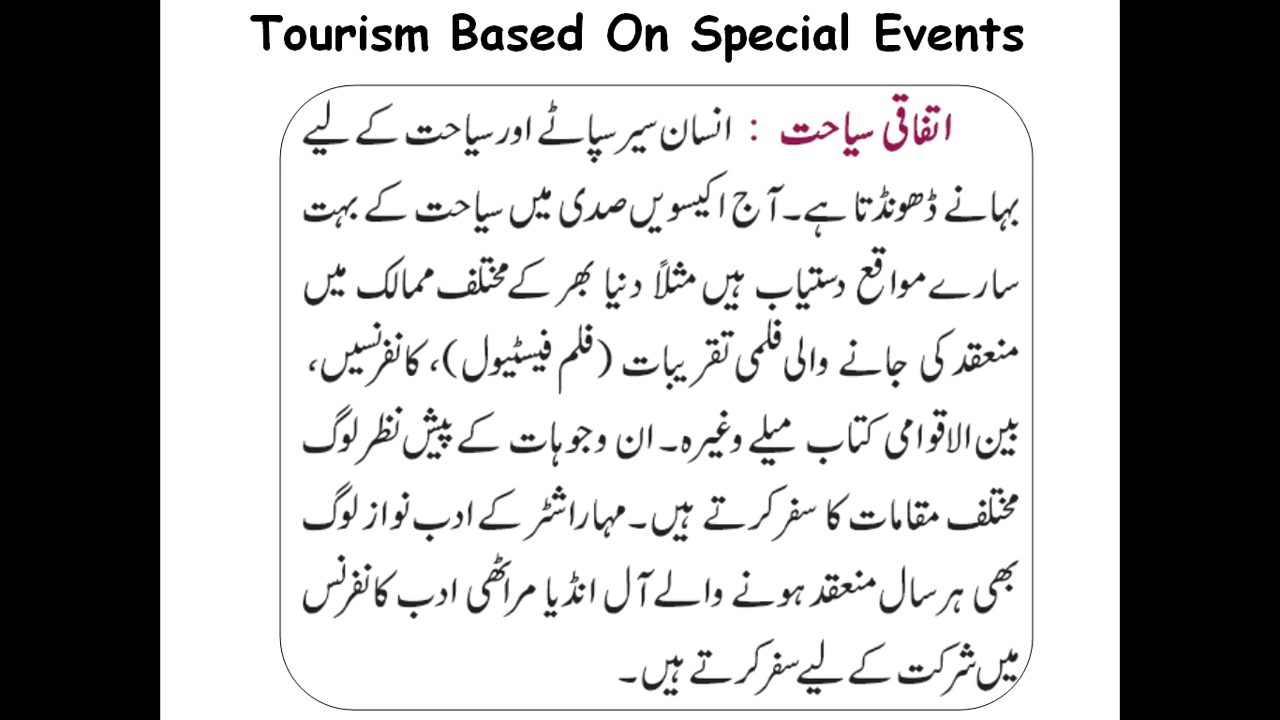 Tourism Based On Special Events
اتفاقی سیاحت : انسان سیر سپاٹے اور سیاحت کے لیے
بہانے ڈھونڈتا ہے۔ آج اکیسویں صدی میں سیاحت کے بہت
سارے مواقع دستیاب ہیں مثلاً دنیا بھر کے مختلف ممالک میں
منعقد کی جانے والی فلمی تقریبات (فلم فیسٹیول)، کانفرنسیں،
بین الاقوامی کتاب میلے وغیرہ۔ ان وجوہات کے پیش نظر لوگ
مختلف مقامات کا سفر کرتے ہیں۔ مہاراشٹر کے ادب نواز لوگ
بھی ہر سال منعقد ہونے والے آل انڈیا مراٹھی ادب کانفرنس
میں شرکت کے لیے سفر کرتے ہیں۔